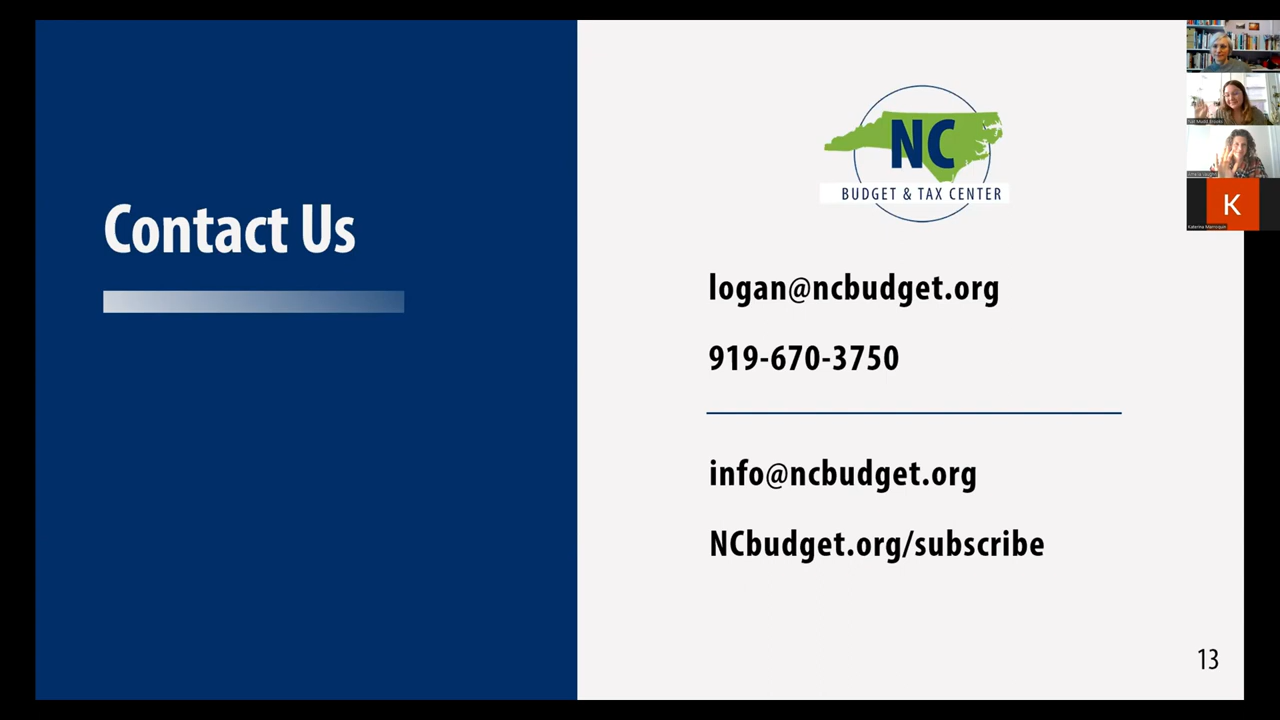 Contact Us
NC
BUDGET & TAX CENTER
logan@ncbudget.org
919-670-3750
info@ncbudget.org
NCbudget.org/subscribe
13
K